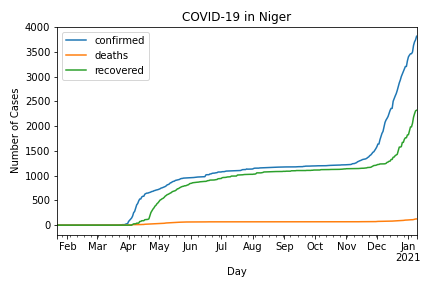 COVID-19 in Niger
confirmed
deaths
recovered
Number of Cases
4000
3500
3000
2500
2000
1500
1000
500
0
Feb Mar Apr May Jun Jul Aug Sep Oct Nov Dec Jan
2021
Day